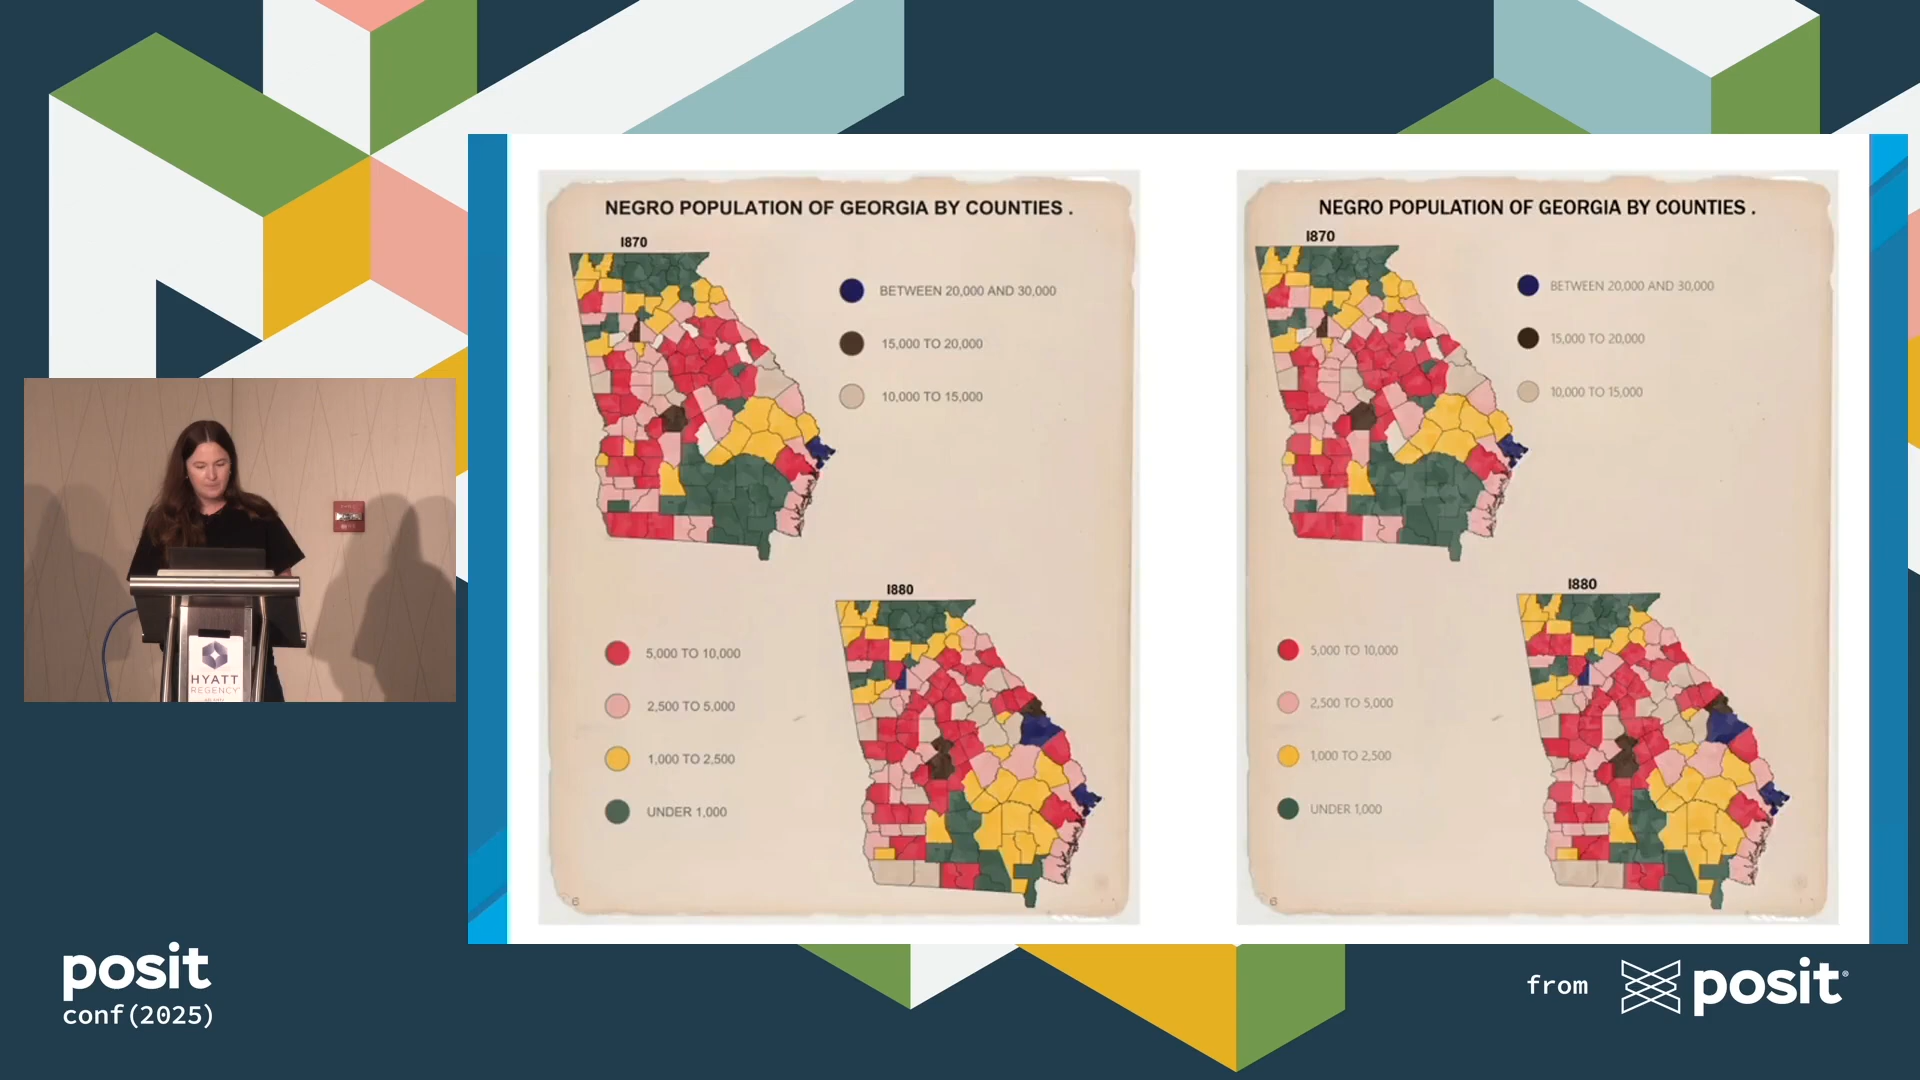 NEGRO POPULATION OF GEORGIA BY COUNTIES .
1870
BETWEEN 20,000 AND 30,000
15,000 TO 20,000
10,000 TO 15,000
1880
5,000 TO 10,000
2,500 TO 5,000
1,000 TO 2,500
UNDER 1,000
6
NEGRO POPULATION OF GEORGIA BY COUNTIES .
1870
BETWEEN 20,000 AND 30,000
15,000 TO 20,000
10,000 TO 15,000
1880
5,000 TO 10,000
2,500 TO 5,000
1,000 TO 2,500
UNDER 1,000
6
HYATT
REGENCY
posit
conf(2025)
from
posit